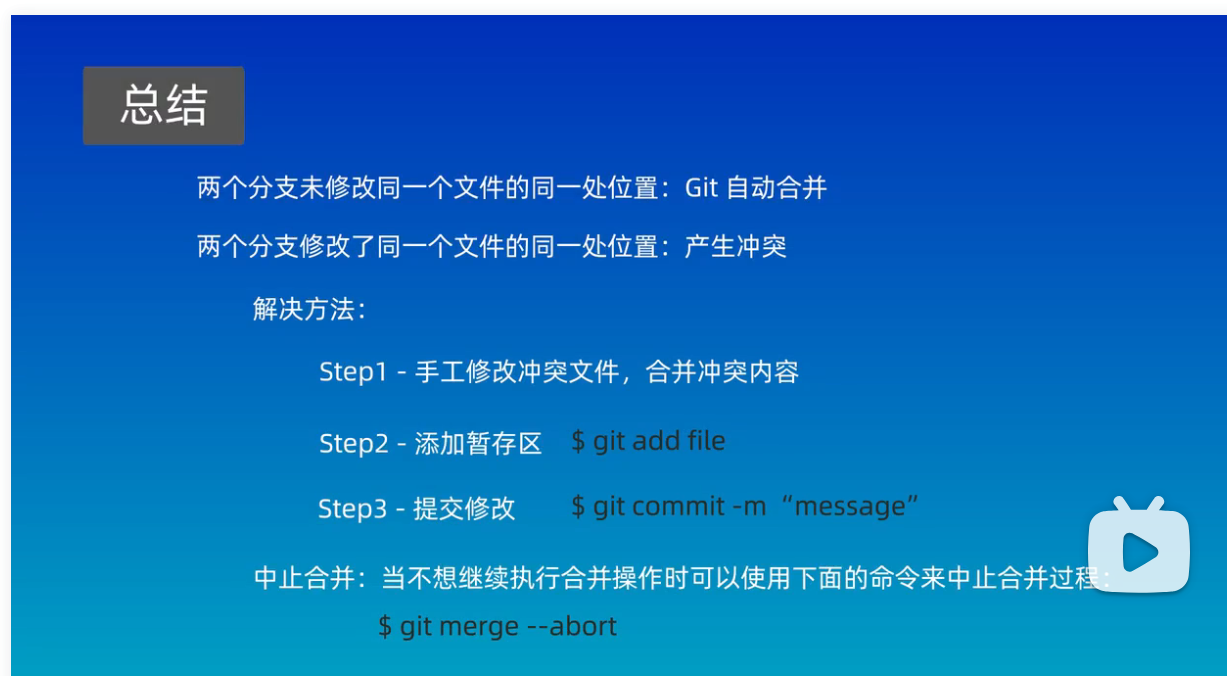 总结
两个分支未修改同一个文件的同一处位置：Git 自动合并
两个分支修改了同一个文件的同一处位置：产生冲突
解决方法：
Step1 - 手工修改冲突文件，合并冲突内容
Step2 - 添加暂存区 $ git add file
Step3 - 提交修改 $ git commit -m “message”
中止合并：当不想继续执行合并操作时可以使用下面的命令来中止合并过程：
$ git merge --abort